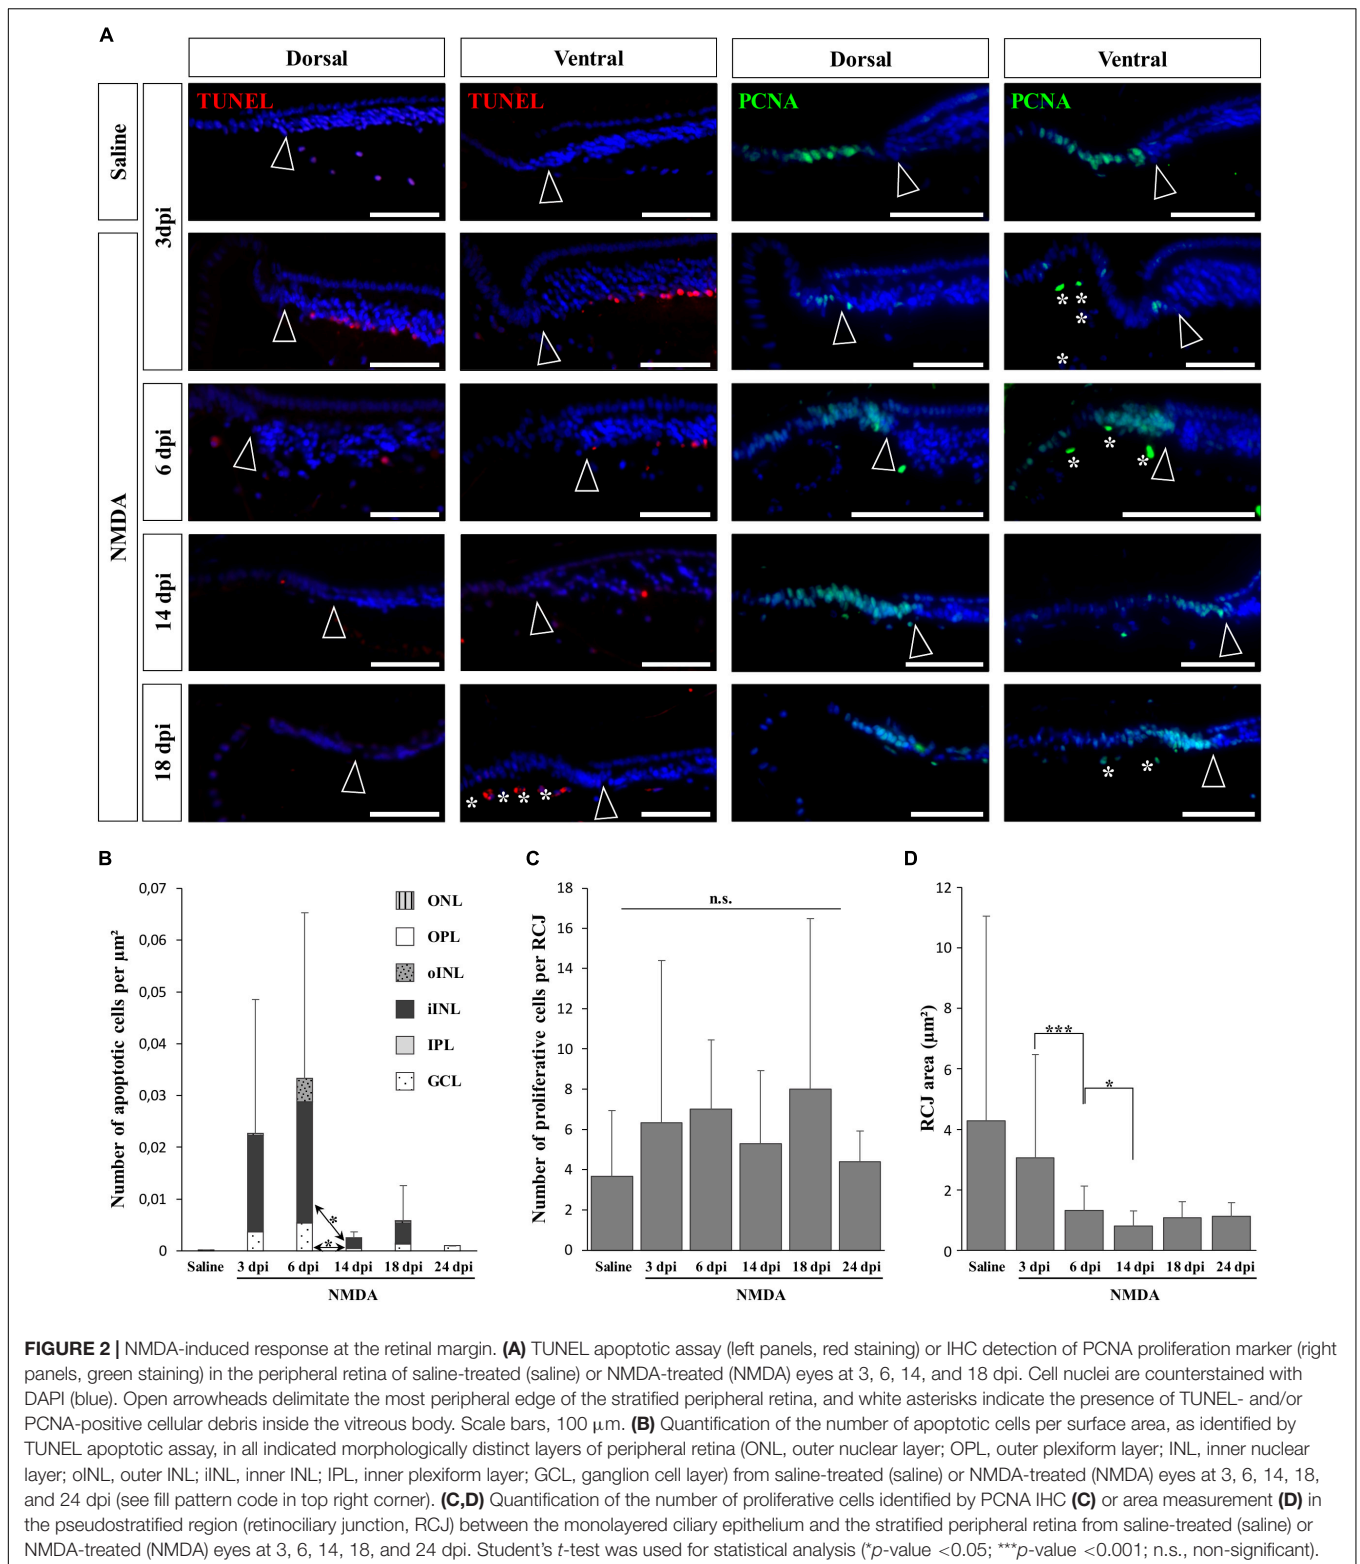 A
Dorsal
Ventral
Dorsal
Ventral
Saline
3dpi
NMDA
6 dpi
14 dpi
18 dpi
TUNEL
TUNEL
PCNA
PCNA
*
*
*
*
*
*
*
* * * *
* *
B
Number of apoptotic cells per µm²
0,07
0,06
0,05
0,04
0,03
0,02
0,01
0
ONL
OPL
oINL
iINL
IPL
GCL
*
*
Saline 3 dpi 6 dpi 14 dpi 18 dpi 24 dpi
NMDA
C
Number of proliferative cells per RCJ
18
16
14
12
10
8
6
4
2
0
n.s.
Saline 3 dpi 6 dpi 14 dpi 18 dpi 24 dpi
NMDA
D
RCJ area (µm²)
12
10
8
6
4
2
0
***
*
Saline 3 dpi 6 dpi 14 dpi 18 dpi 24 dpi
NMDA
FIGURE 2 | NMDA-induced response at the retinal margin. (A) TUNEL apoptotic assay (left panels, red staining) or IHC detection of PCNA proliferation marker (right
panels, green staining) in the peripheral retina of saline-treated (saline) or NMDA-treated (NMDA) eyes at 3, 6, 14, and 18 dpi. Cell nuclei are counterstained with
DAPI (blue). Open arrowheads delimitate the most peripheral edge of the stratified peripheral retina, and white asterisks indicate the presence of TUNEL- and/or
PCNA-positive cellular debris inside the vitreous body. Scale bars, 100 µm. (B) Quantification of the number of apoptotic cells per surface area, as identified by
TUNEL apoptotic assay, in all indicated morphologically distinct layers of peripheral retina (ONL, outer nuclear layer; OPL, outer plexiform layer; INL, inner nuclear
layer; oINL, outer INL; iINL, inner INL; IPL, inner plexiform layer; GCL, ganglion cell layer) from saline-treated (saline) or NMDA-treated (NMDA) eyes at 3, 6, 14, 18,
and 24 dpi (see fill pattern code in top right corner). (C,D) Quantification of the number of proliferative cells identified by PCNA IHC (C) or area measurement (D) in
the pseudostratified region (retinociliary junction, RCJ) between the monolayered ciliary epithelium and the stratified peripheral retina from saline-treated (saline) or
NMDA-treated (NMDA) eyes at 3, 6, 14, 18, and 24 dpi. Student's t-test was used for statistical analysis (*p-value <0.05; ***p-value <0.001; n.s., non-significant).